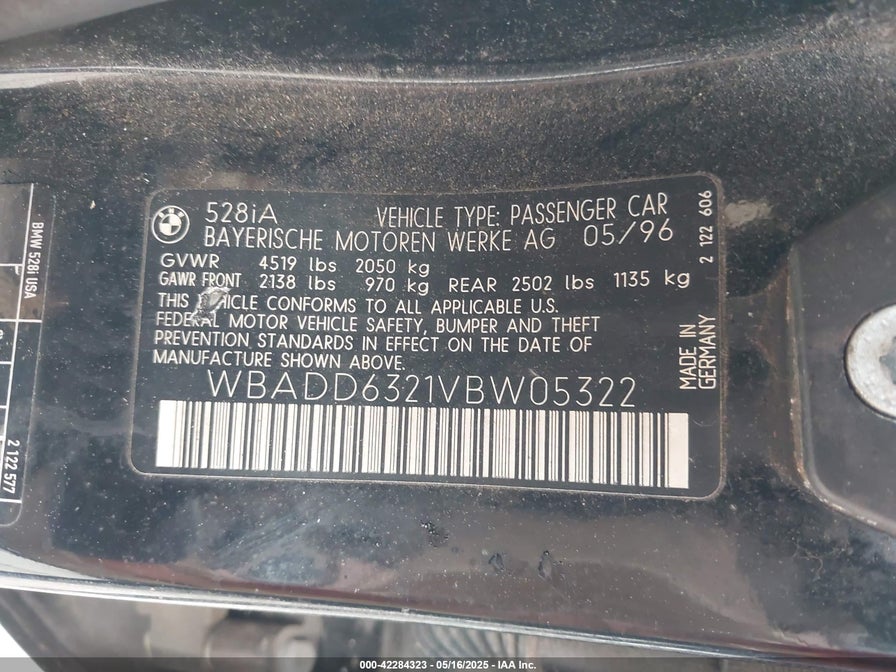 BMW 528i USA
2 122 577
528iA VEHICLE TYPE: PASSENGER CAR
BAYERISCHE MOTOREN WERKE AG 05/96
GVWR 4519 lbs 2050 kg
GAWR FRONT 2138 lbs 970 kg REAR 2502 lbs 1135 kg
THIS VEHICLE CONFORMS TO ALL APPLICABLE U.S.
FEDERAL MOTOR VEHICLE SAFETY, BUMPER AND THEFT
PREVENTION STANDARDS IN EFFECT ON THE DATE OF
MANUFACTURE SHOWN ABOVE.
WBADD6321VBW05322
2 122 606
MADE IN
GERMANY
000-42284323 - 05/16/2025 - IAA Inc.